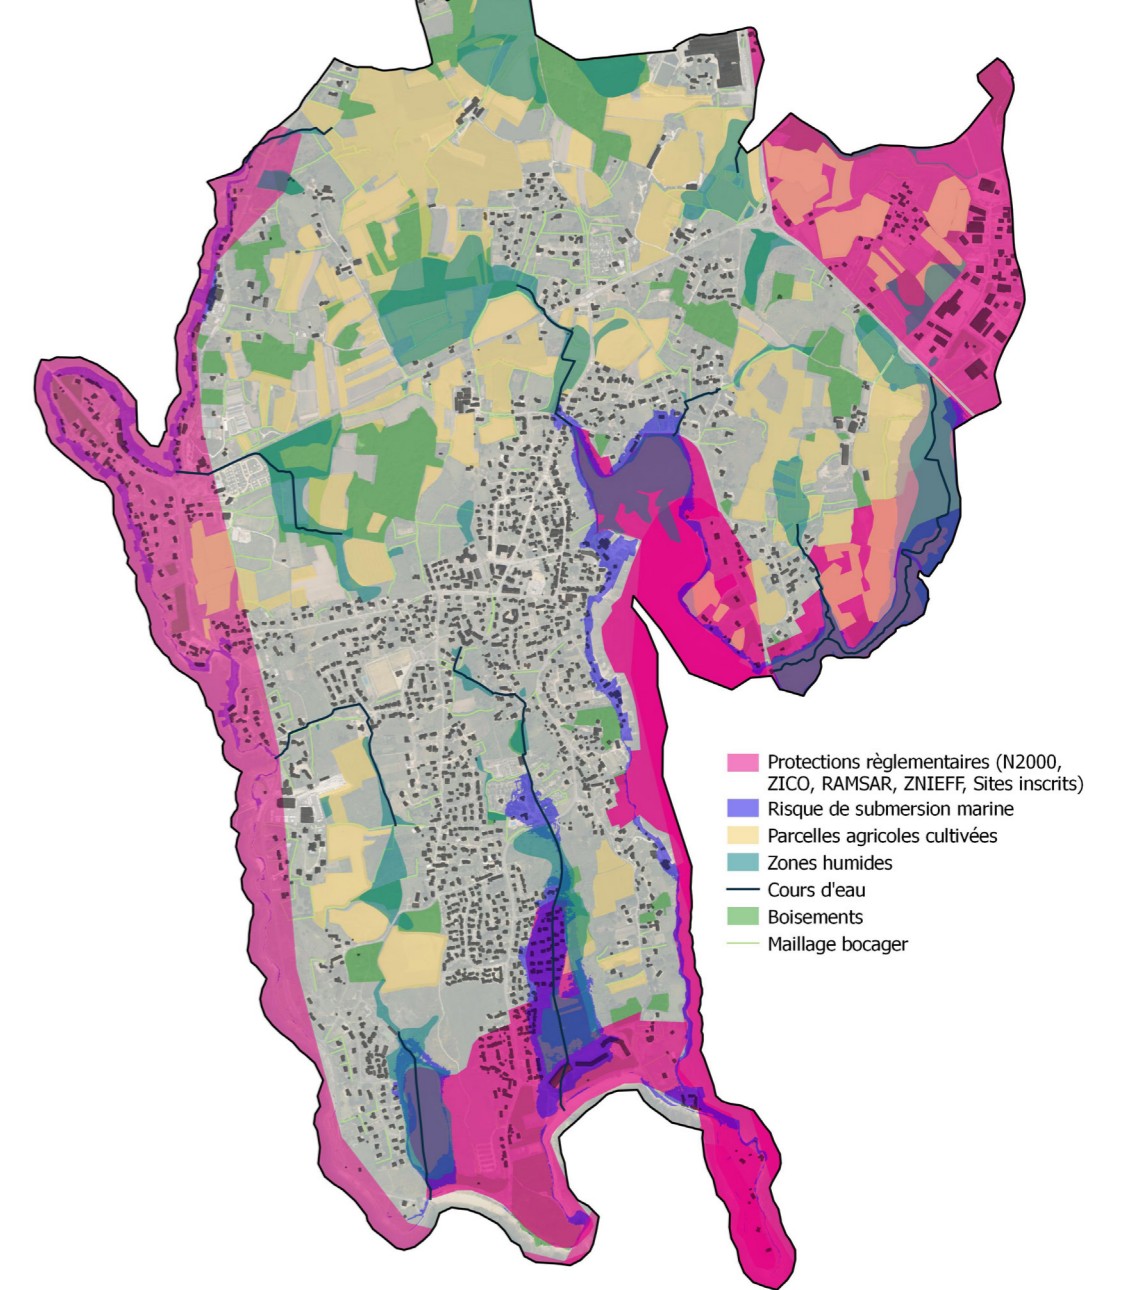 Protections règlementaires (N2000,
ZICO, RAMSAR, ZNIEFF, Sites inscrits)
Risque de submersion marine
Parcelles agricoles cultivées
Zones humides
Cours d'eau
Boisements
Maillage bocager